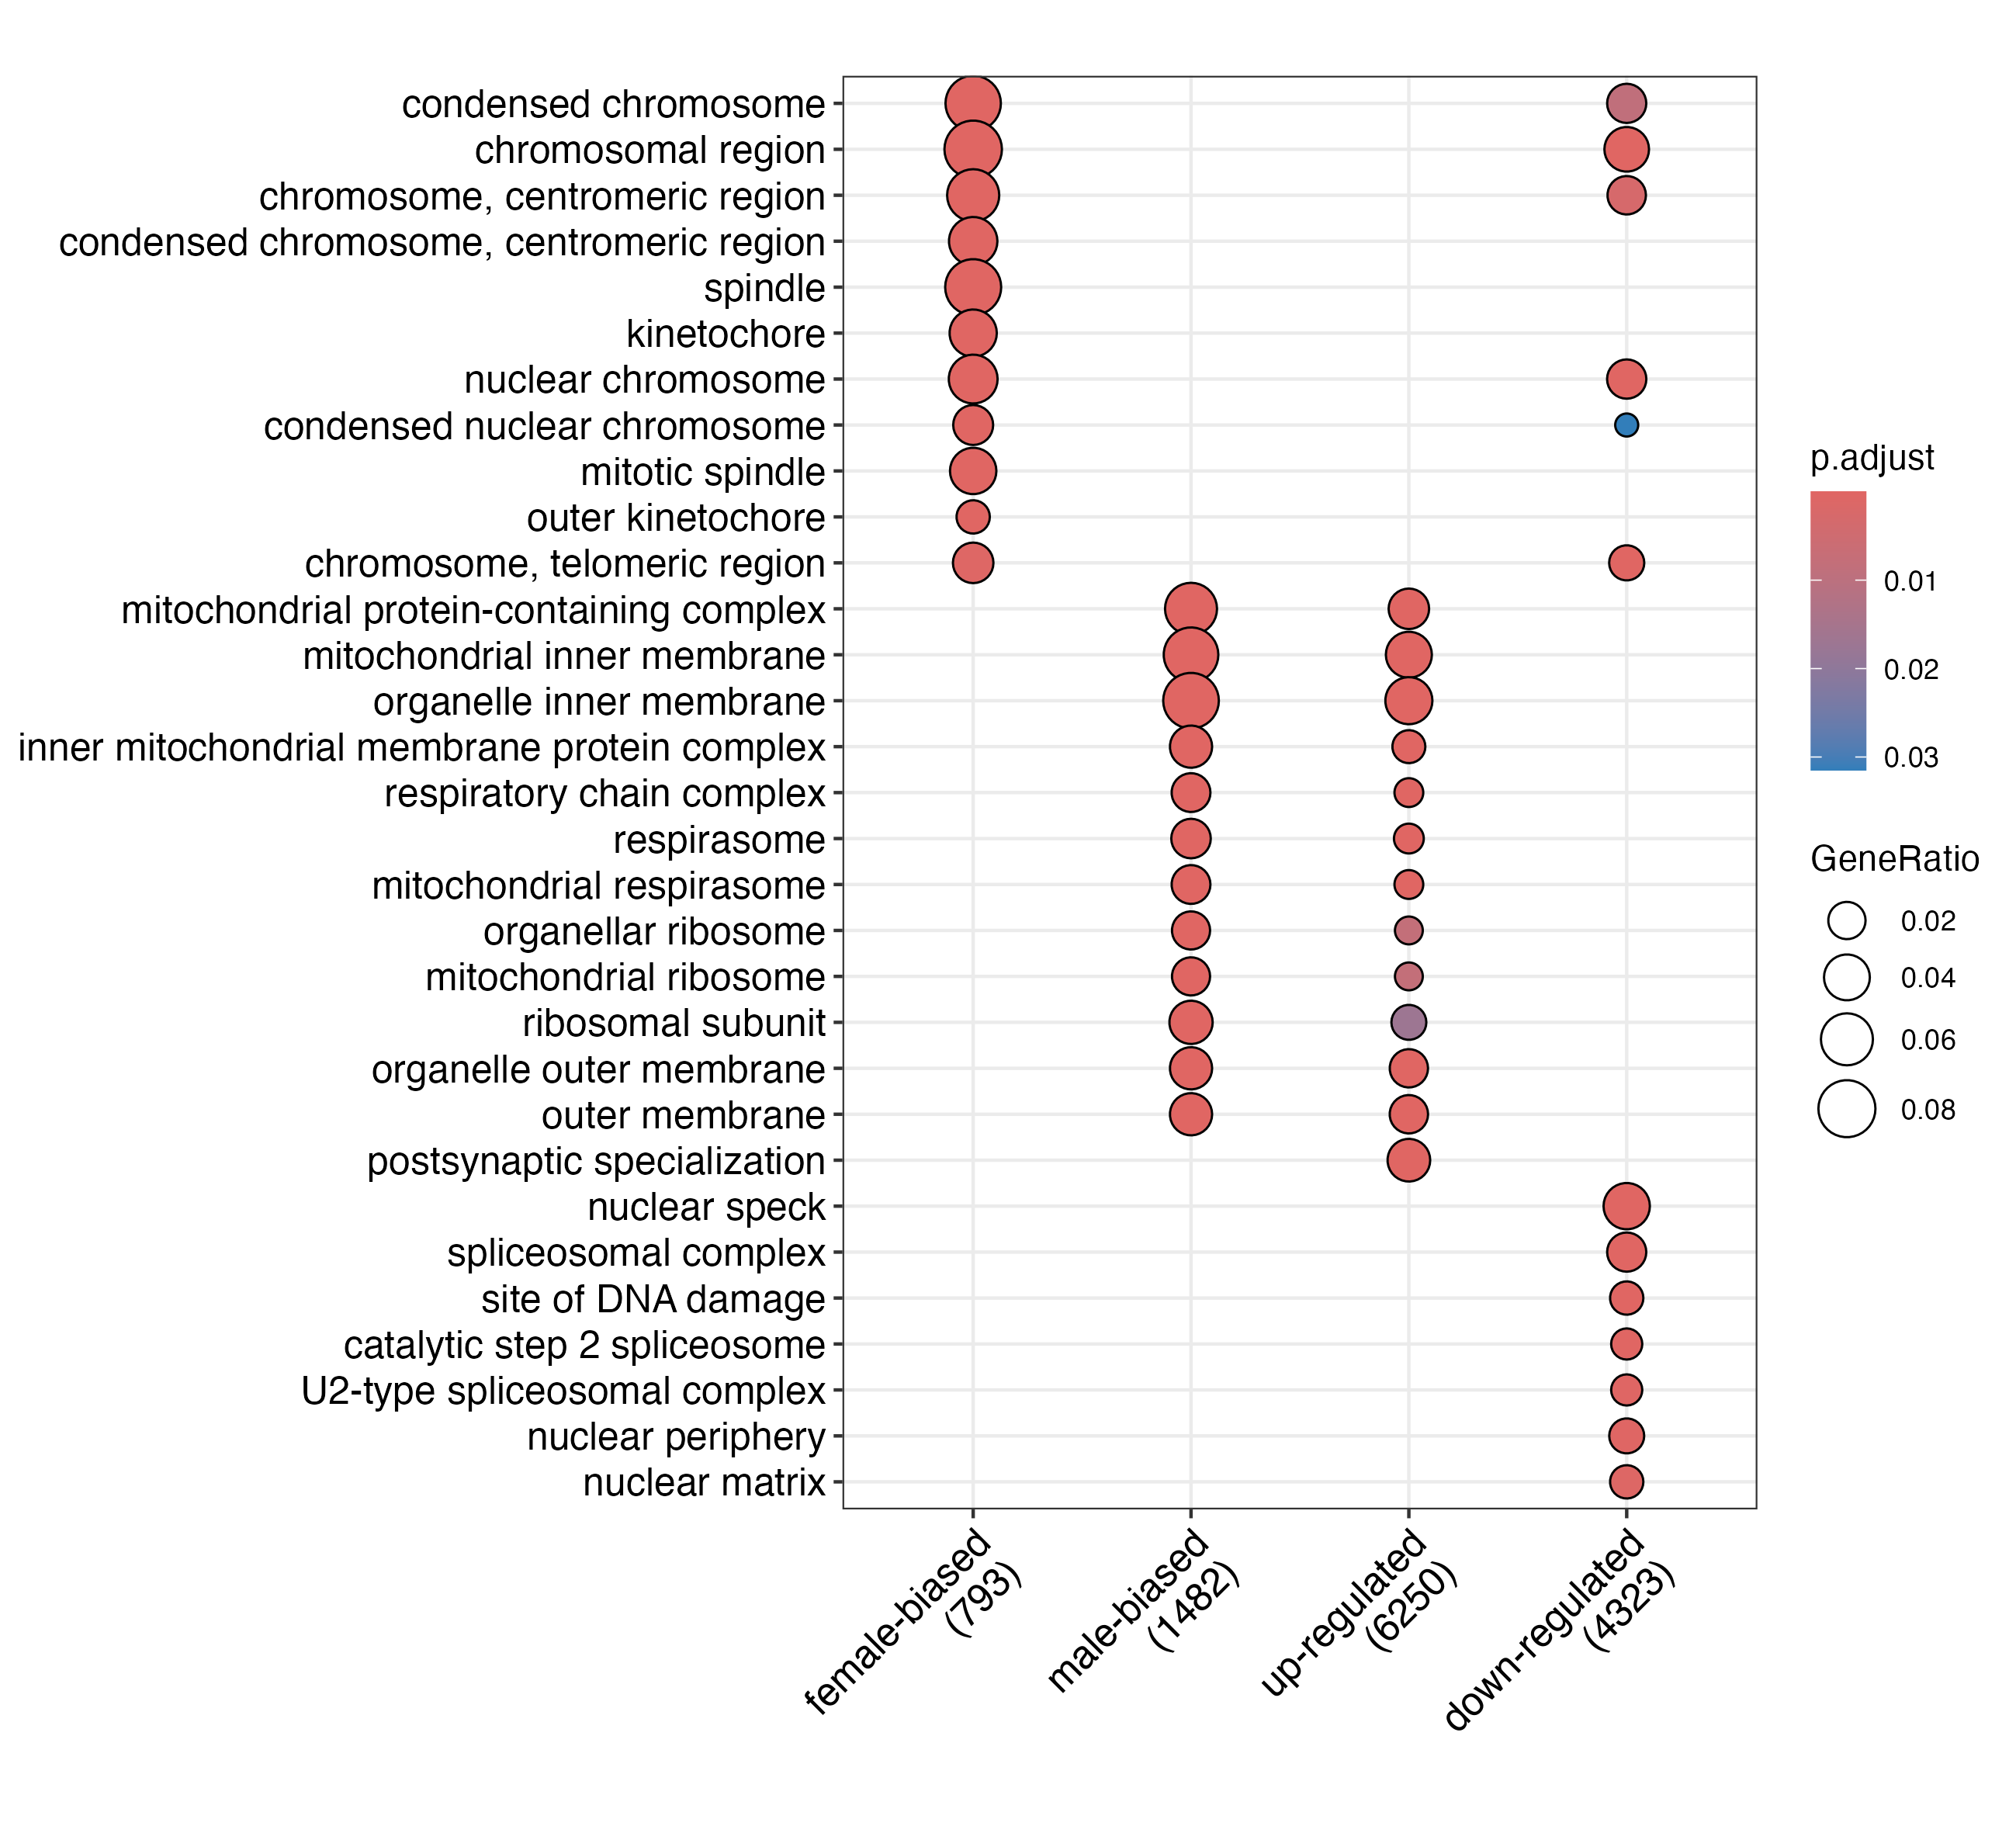 condensed chromosome
chromosomal region
chromosome, centromeric region
condensed chromosome, centromeric region
spindle
kinetochore
nuclear chromosome
condensed nuclear chromosome
mitotic spindle
outer kinetochore
chromosome, telomeric region
mitochondrial protein-containing complex
mitochondrial inner membrane
organelle inner membrane
inner mitochondrial membrane protein complex
respiratory chain complex
respirasome
mitochondrial respirasome
organellar ribosome
mitochondrial ribosome
ribosomal subunit
organelle outer membrane
outer membrane
postsynaptic specialization
nuclear speck
spliceosomal complex
site of DNA damage
catalytic step 2 spliceosome
U2-type spliceosomal complex
nuclear periphery
nuclear matrix
female-biased
(793)
male-biased
(1482)
up-regulated
(6250)
down-regulated
(4323)
p.adjust
0.01
0.02
0.03
GeneRatio
0.02
0.04
0.06
0.08